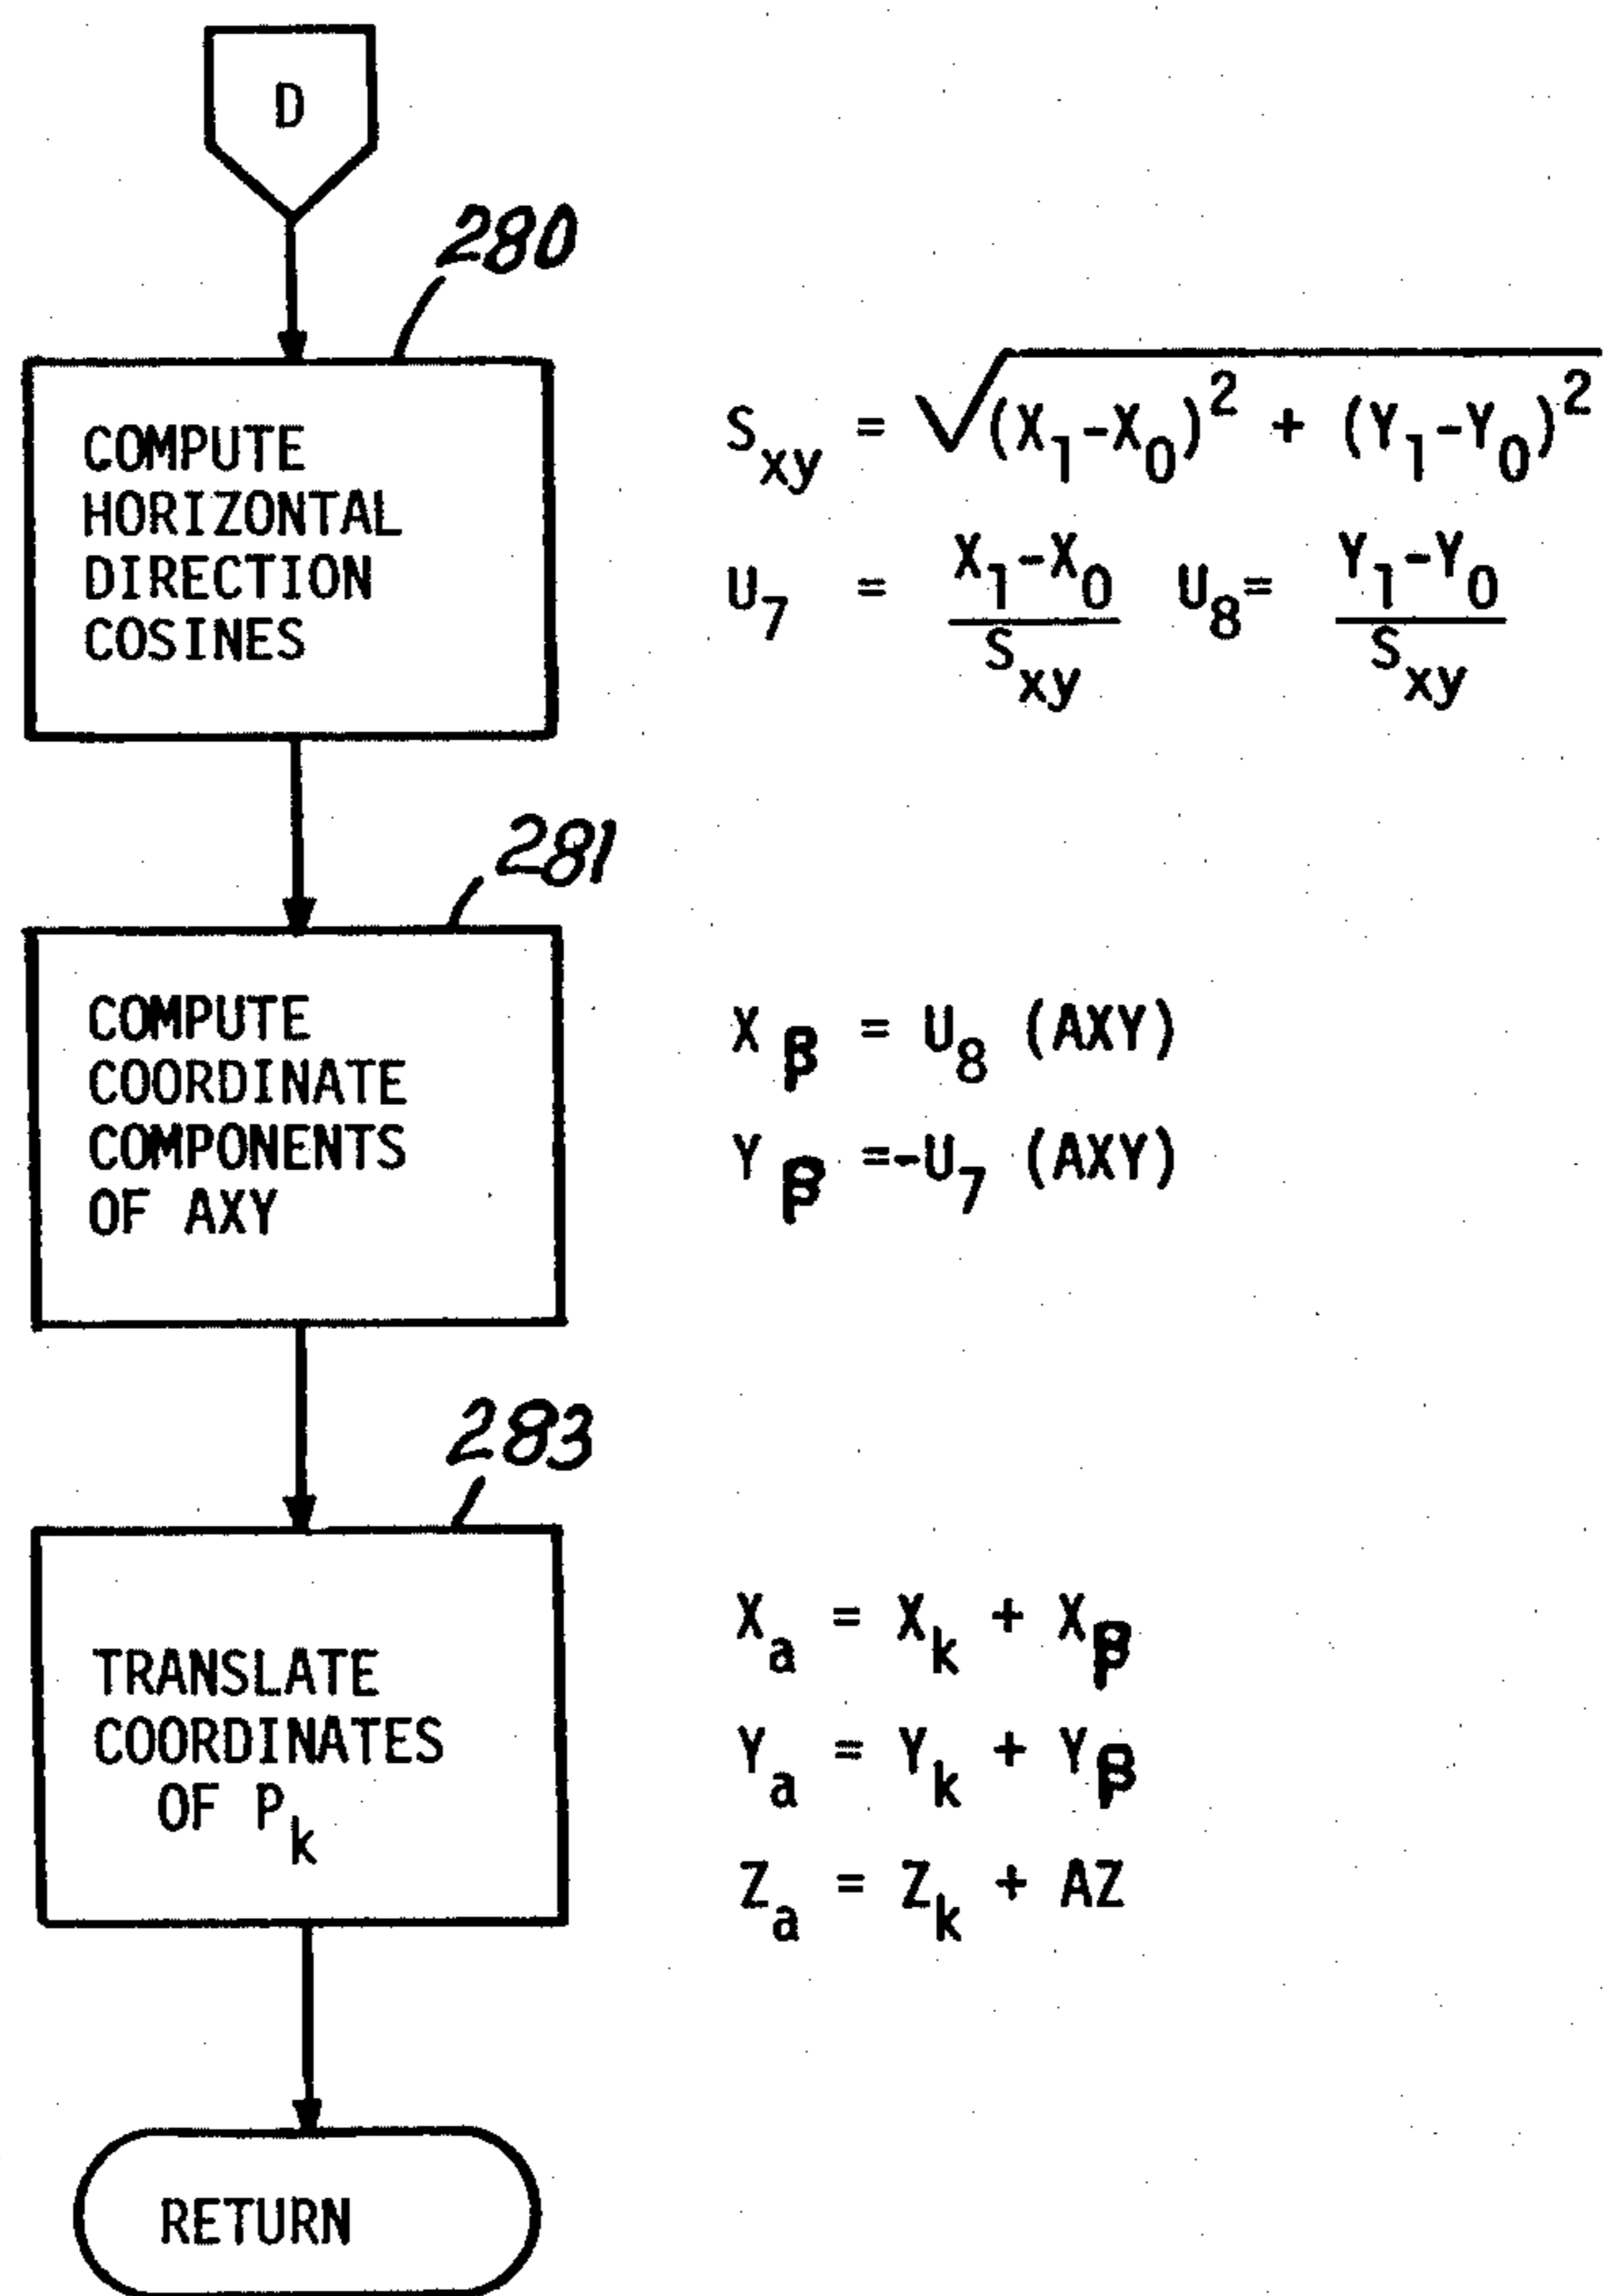 D
280
COMPUTE
HORIZONTAL
DIRECTION
COSINES
S_xy = √(X_1-X_0)^2 + (Y_1-Y_0)^2
U_7 = X_1-X_0 / S_xy U_8= Y_1-Y_0 / S_xy
281
COMPUTE
COORDINATE
COMPONENTS
OF AXY
X_β = U_8 (AXY)
Y_β =-U_7 (AXY)
283
TRANSLATE
COORDINATES
OF P_k
X_a = X_k + X_β
Y_a = Y_k + Y_β
Z_a = Z_k + AZ
RETURN